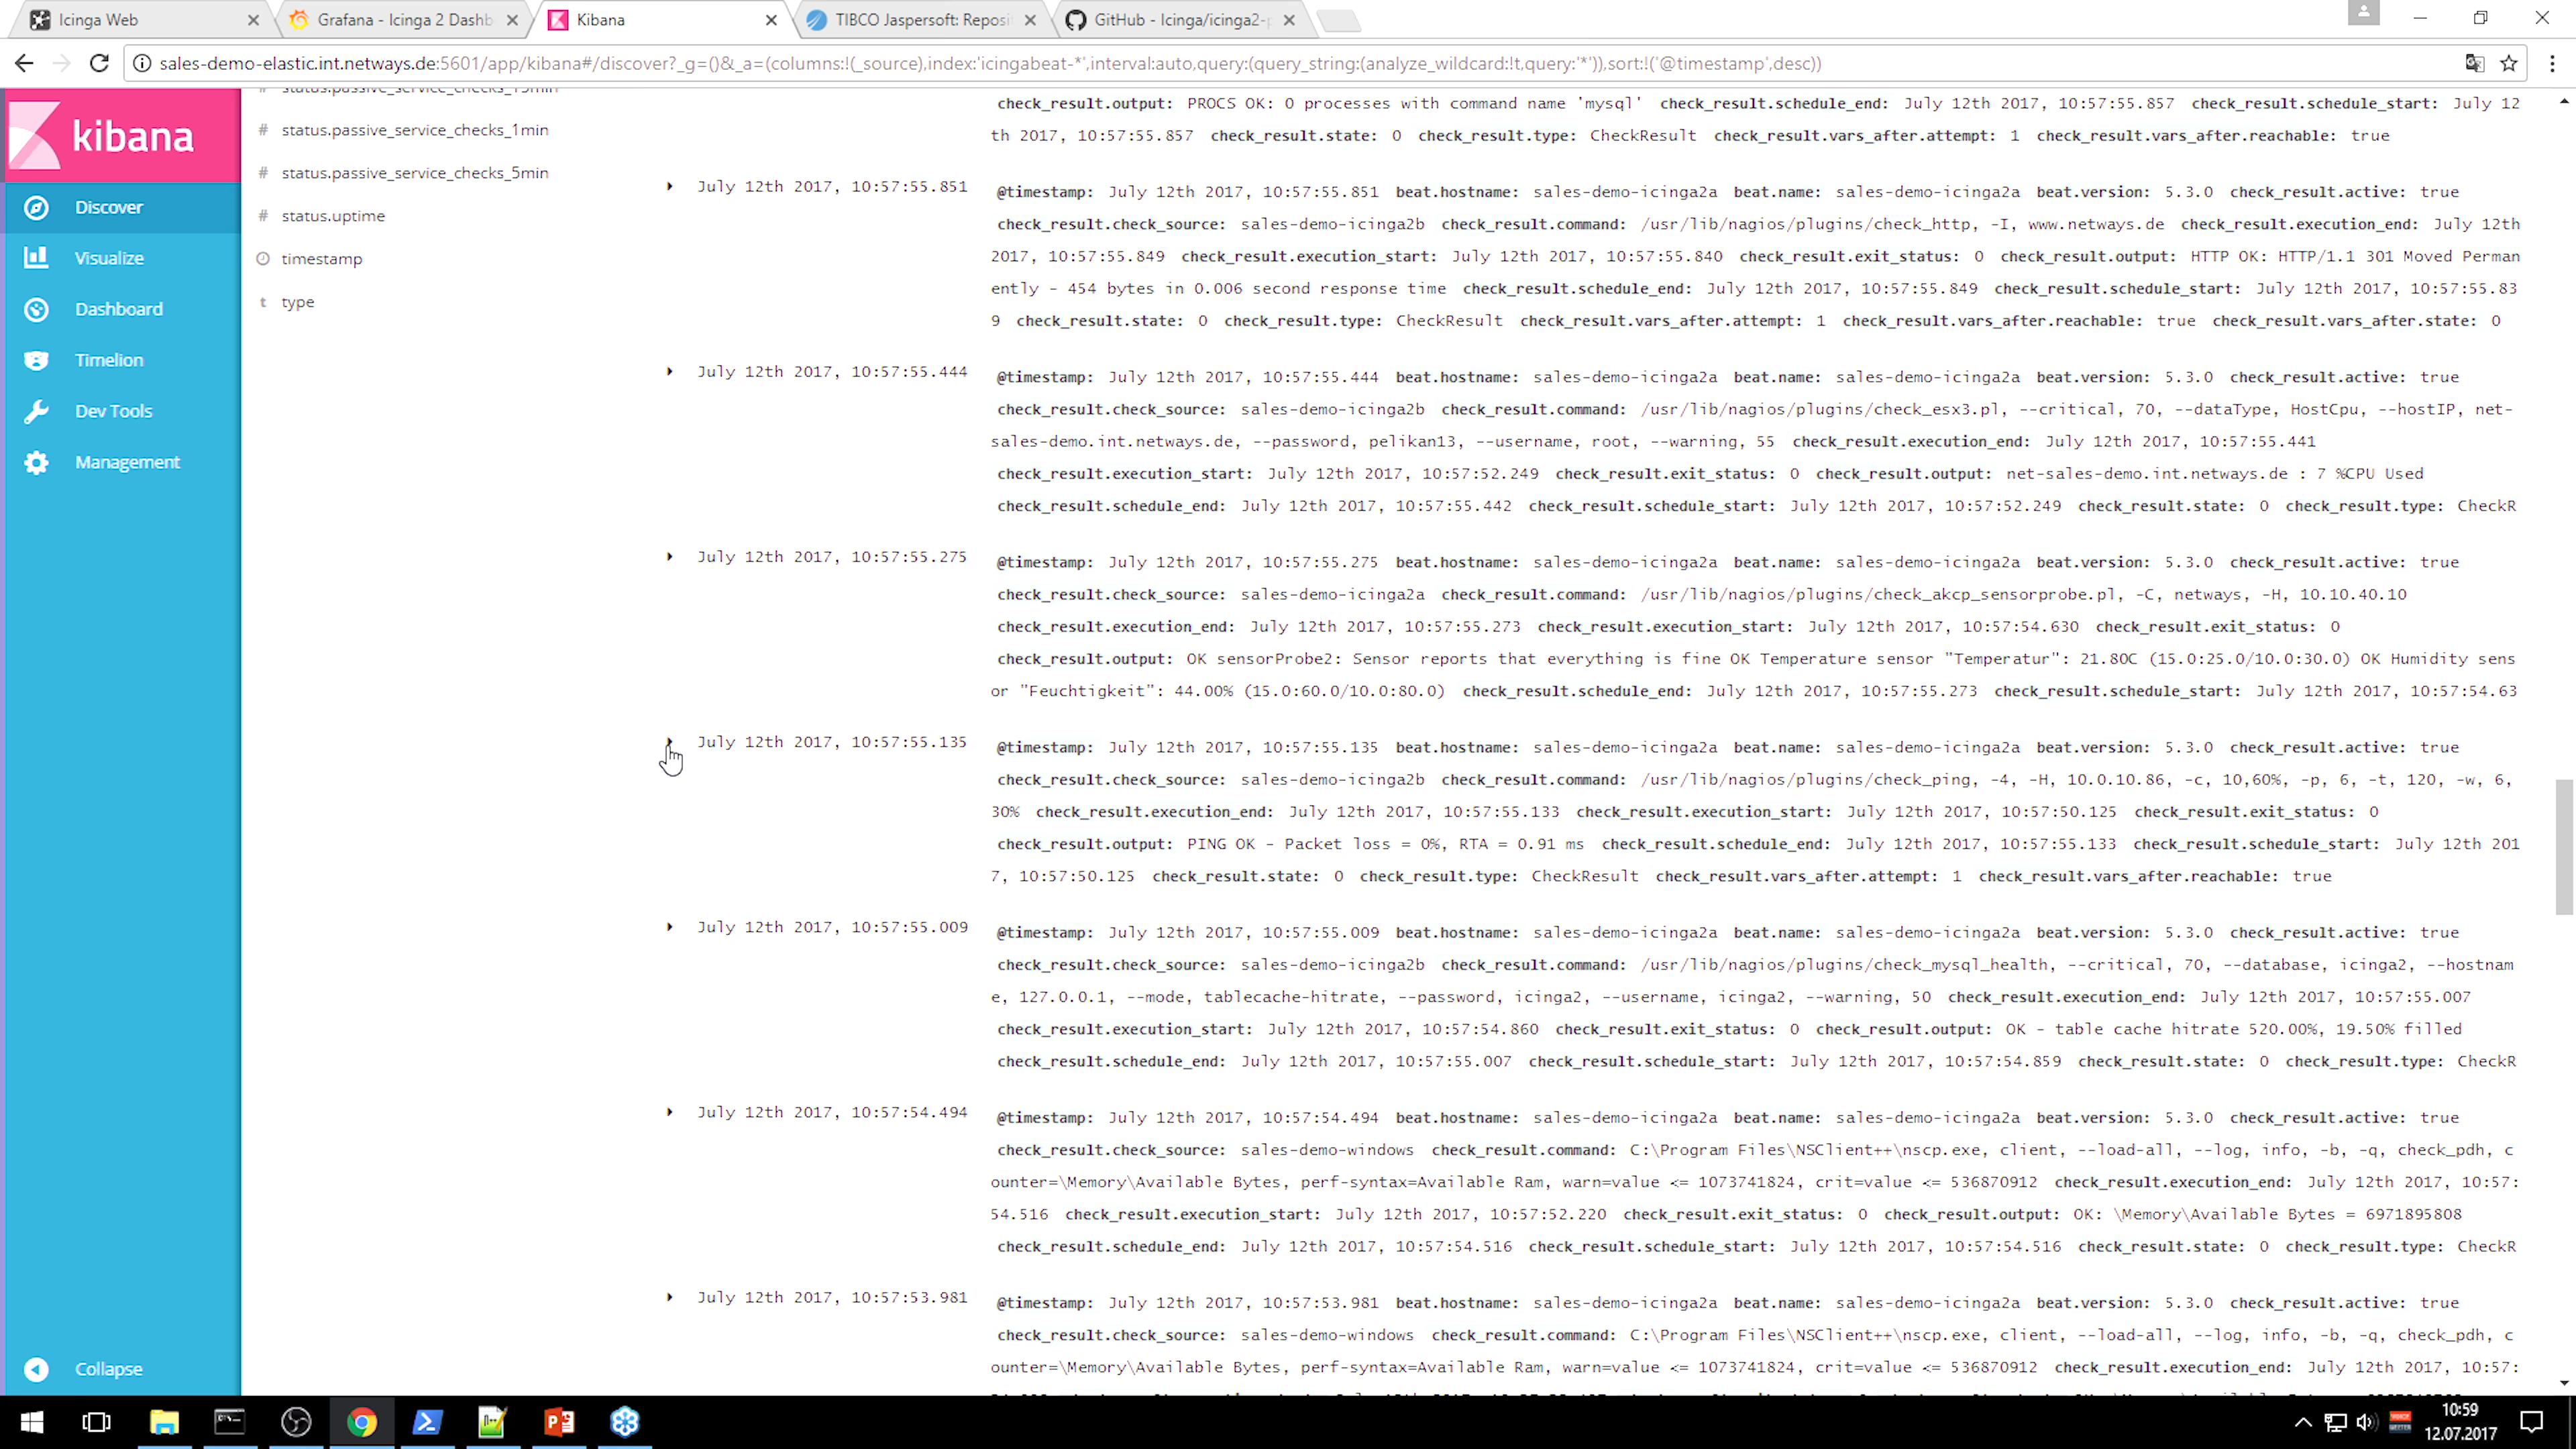 Icinga Web
Grafana - Icinga 2 Dashb
Kibana
TIBCO Jaspersoft: Reposi
GitHub - Icinga/icinga2-p
sales-demo-elastic.int.netways.de:5601/app/kibana#/discover?_g=()&_a=(columns:!(_source),index:'icingabeat-*',interval:auto,query:(query_string:(analyze_wildcard:!t,query:'*')),sort:!('@timestamp',desc))
kibana
Discover
Visualize
Dashboard
Timelion
Dev Tools
Management
Collapse
status.passive_service_checks_15min
# status.passive_service_checks_1min
# status.passive_service_checks_5min
# status.uptime
timestamp
t type
check_result.output: PROCS OK: 0 processes with command name 'mysql' check_result.schedule_end: July 12th 2017, 10:57:55.857 check_result.schedule_start: July 12
th 2017, 10:57:55.857 check_result.state: 0 check_result.type: CheckResult check_result.vars_after.attempt: 1 check_result.vars_after.reachable: true
July 12th 2017, 10:57:55.851
@timestamp: July 12th 2017, 10:57:55.851 beat.hostname: sales-demo-icinga2a beat.name: sales-demo-icinga2a beat.version: 5.3.0 check_result.active: true
check_result.check_source: sales-demo-icinga2b check_result.command: /usr/lib/nagios/plugins/check_http, -I, www.netways.de check_result.execution_end: July 12th
2017, 10:57:55.849 check_result.execution_start: July 12th 2017, 10:57:55.840 check_result.exit_status: 0 check_result.output: HTTP OK: HTTP/1.1 301 Moved Perman
ently - 454 bytes in 0.006 second response time check_result.schedule_end: July 12th 2017, 10:57:55.849 check_result.schedule_start: July 12th 2017, 10:57:55.83
9 check_result.state: 0 check_result.type: CheckResult check_result.vars_after.attempt: 1 check_result.vars_after.reachable: true check_result.vars_after.state: 0
July 12th 2017, 10:57:55.444
@timestamp: July 12th 2017, 10:57:55.444 beat.hostname: sales-demo-icinga2a beat.name: sales-demo-icinga2a beat.version: 5.3.0 check_result.active: true
check_result.check_source: sales-demo-icinga2b check_result.command: /usr/lib/nagios/plugins/check_esx3.pl, --critical, 70, --dataType, HostCpu, --hostIP, net-
sales-demo.int.netways.de, --password, pelikan13, --username, root, --warning, 55 check_result.execution_end: July 12th 2017, 10:57:55.441
check_result.execution_start: July 12th 2017, 10:57:52.249 check_result.exit_status: 0 check_result.output: net-sales-demo.int.netways.de : 7 %CPU Used
check_result.schedule_end: July 12th 2017, 10:57:55.442 check_result.schedule_start: July 12th 2017, 10:57:52.249 check_result.state: 0 check_result.type: CheckR
July 12th 2017, 10:57:55.275
@timestamp: July 12th 2017, 10:57:55.275 beat.hostname: sales-demo-icinga2a beat.name: sales-demo-icinga2a beat.version: 5.3.0 check_result.active: true
check_result.check_source: sales-demo-icinga2a check_result.command: /usr/lib/nagios/plugins/check_akcp_sensorprobe.pl, -C, netways, -H, 10.10.40.10
check_result.execution_end: July 12th 2017, 10:57:55.273 check_result.execution_start: July 12th 2017, 10:57:54.630 check_result.exit_status: 0
check_result.output: OK sensorProbe2: Sensor reports that everything is fine OK Temperature sensor "Temperatur": 21.80C (15.0:25.0/10.0:30.0) OK Humidity sens
or "Feuchtigkeit": 44.00% (15.0:60.0/10.0:80.0) check_result.schedule_end: July 12th 2017, 10:57:55.273 check_result.schedule_start: July 12th 2017, 10:57:54.63
July 12th 2017, 10:57:55.135
@timestamp: July 12th 2017, 10:57:55.135 beat.hostname: sales-demo-icinga2a beat.name: sales-demo-icinga2a beat.version: 5.3.0 check_result.active: true
check_result.check_source: sales-demo-icinga2b check_result.command: /usr/lib/nagios/plugins/check_ping, -4, -H, 10.0.10.86, -c, 10,60%, -p, 6, -t, 120, -w, 6,
30% check_result.execution_end: July 12th 2017, 10:57:55.133 check_result.execution_start: July 12th 2017, 10:57:50.125 check_result.exit_status: 0
check_result.output: PING OK - Packet loss = 0%, RTA = 0.91 ms check_result.schedule_end: July 12th 2017, 10:57:55.133 check_result.schedule_start: July 12th 201
7, 10:57:50.125 check_result.state: 0 check_result.type: CheckResult check_result.vars_after.attempt: 1 check_result.vars_after.reachable: true
July 12th 2017, 10:57:55.009
@timestamp: July 12th 2017, 10:57:55.009 beat.hostname: sales-demo-icinga2a beat.name: sales-demo-icinga2a beat.version: 5.3.0 check_result.active: true
check_result.check_source: sales-demo-icinga2b check_result.command: /usr/lib/nagios/plugins/check_mysql_health, --critical, 70, --database, icinga2, --hostnam
e, 127.0.0.1, --mode, tablecache-hitrate, --password, icinga2, --username, icinga2, --warning, 50 check_result.execution_end: July 12th 2017, 10:57:55.007
check_result.execution_start: July 12th 2017, 10:57:54.860 check_result.exit_status: 0 check_result.output: OK - table cache hitrate 520.00%, 19.50% filled
check_result.schedule_end: July 12th 2017, 10:57:55.007 check_result.schedule_start: July 12th 2017, 10:57:54.859 check_result.state: 0 check_result.type: CheckR
July 12th 2017, 10:57:54.494
@timestamp: July 12th 2017, 10:57:54.494 beat.hostname: sales-demo-icinga2a beat.name: sales-demo-icinga2a beat.version: 5.3.0 check_result.active: true
check_result.check_source: sales-demo-windows check_result.command: C:\Program Files\NSClient++\nscp.exe, client, --load-all, --log, info, -b, -q, check_pdh, c
ounter=\Memory\Available Bytes, perf-syntax=Available Ram, warn=value <= 1073741824, crit=value <= 536870912 check_result.execution_end: July 12th 2017, 10:57:
54.516 check_result.execution_start: July 12th 2017, 10:57:52.220 check_result.exit_status: 0 check_result.output: OK: \Memory\Available Bytes = 6971895808
check_result.schedule_end: July 12th 2017, 10:57:54.516 check_result.schedule_start: July 12th 2017, 10:57:54.516 check_result.state: 0 check_result.type: CheckR
July 12th 2017, 10:57:53.981
@timestamp: July 12th 2017, 10:57:53.981 beat.hostname: sales-demo-icinga2a beat.name: sales-demo-icinga2a beat.version: 5.3.0 check_result.active: true
check_result.check_source: sales-demo-windows check_result.command: C:\Program Files\NSClient++\nscp.exe, client, --load-all, --log, info, -b, -q, check_pdh, c
ounter=\Memory\Available Bytes, perf-syntax=Available Ram, warn=value <= 1073741824, crit=value <= 536870912 check_result.execution_end: July 12th 2017, 10:57:
10:59
12.07.2017